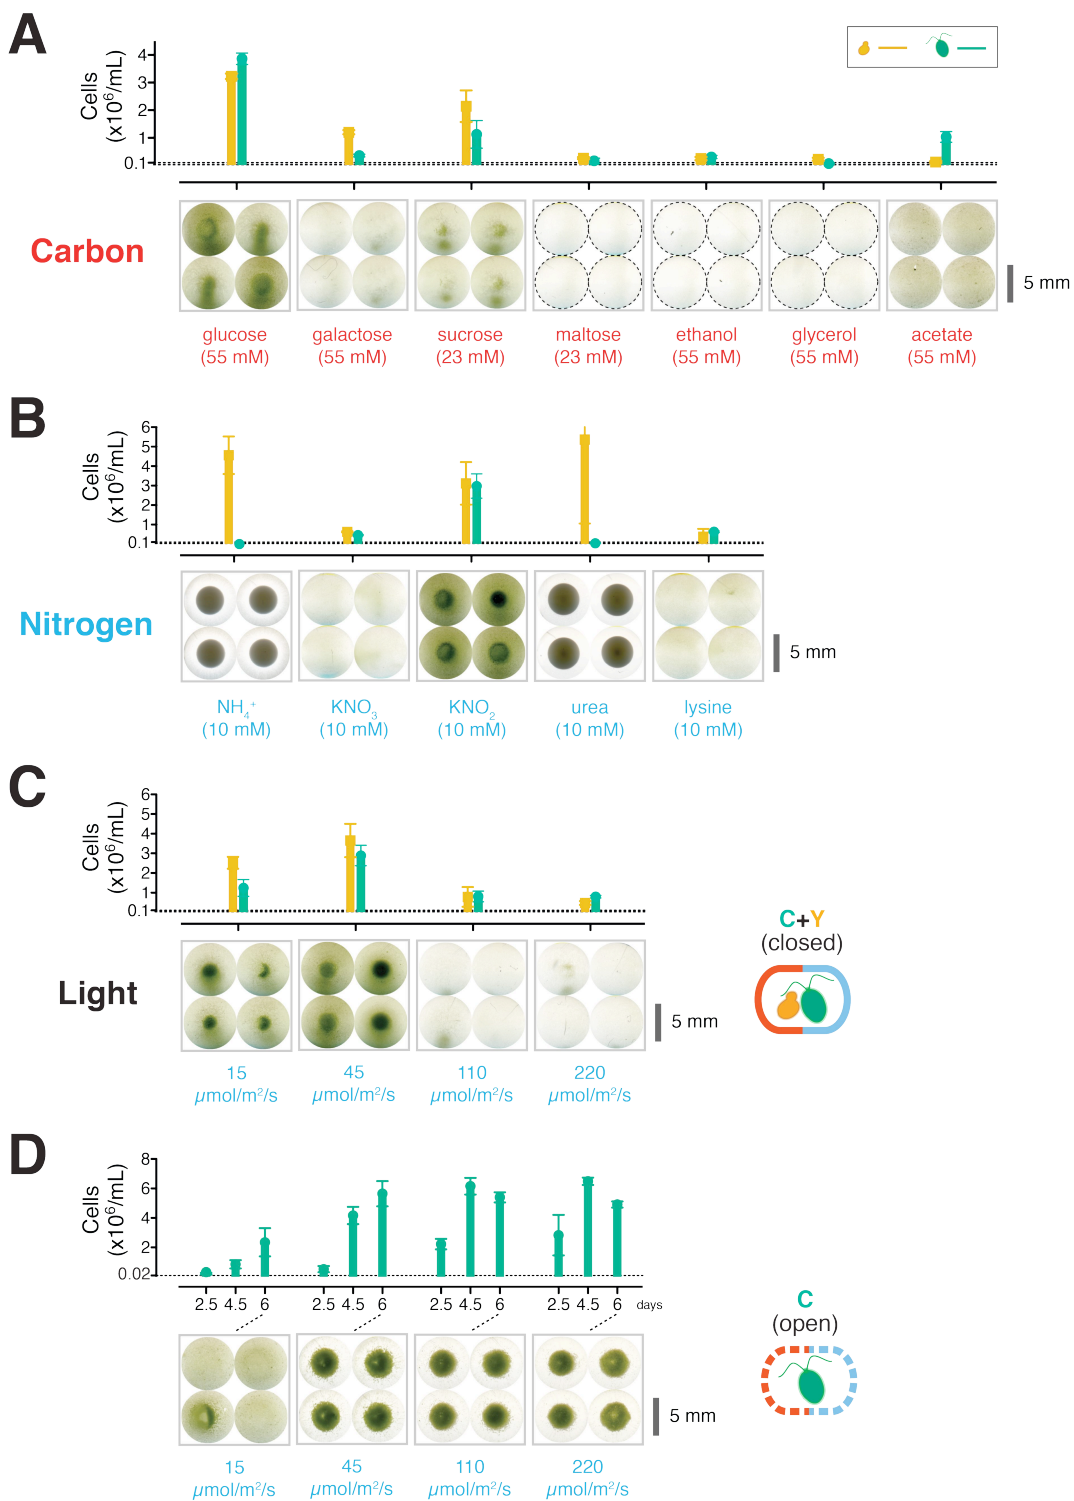 A
Cells
(x10⁶/mL)
4
3
2
1
0.1
Carbon
5 mm
glucose
(55 mM)
galactose
(55 mM)
sucrose
(23 mM)
maltose
(23 mM)
ethanol
(55 mM)
glycerol
(55 mM)
acetate
(55 mM)
B
Cells
(x10⁶/mL)
6
5
4
3
2
1
0.1
Nitrogen
5 mm
NH₄⁺
(10 mM)
KNO₃
(10 mM)
KNO₂
(10 mM)
urea
(10 mM)
lysine
(10 mM)
C
Cells
(x10⁶/mL)
6
5
4
3
2
1
0.1
C+Y
(closed)
Light
5 mm
15
µmol/m²/s
45
µmol/m²/s
110
µmol/m²/s
220
µmol/m²/s
D
Cells
(x10⁶/mL)
8
6
4
2
0.02
2.5 4.5 6 2.5 4.5 6 2.5 4.5 6 2.5 4.5 6 days
C
(open)
5 mm
15
µmol/m²/s
45
µmol/m²/s
110
µmol/m²/s
220
µmol/m²/s